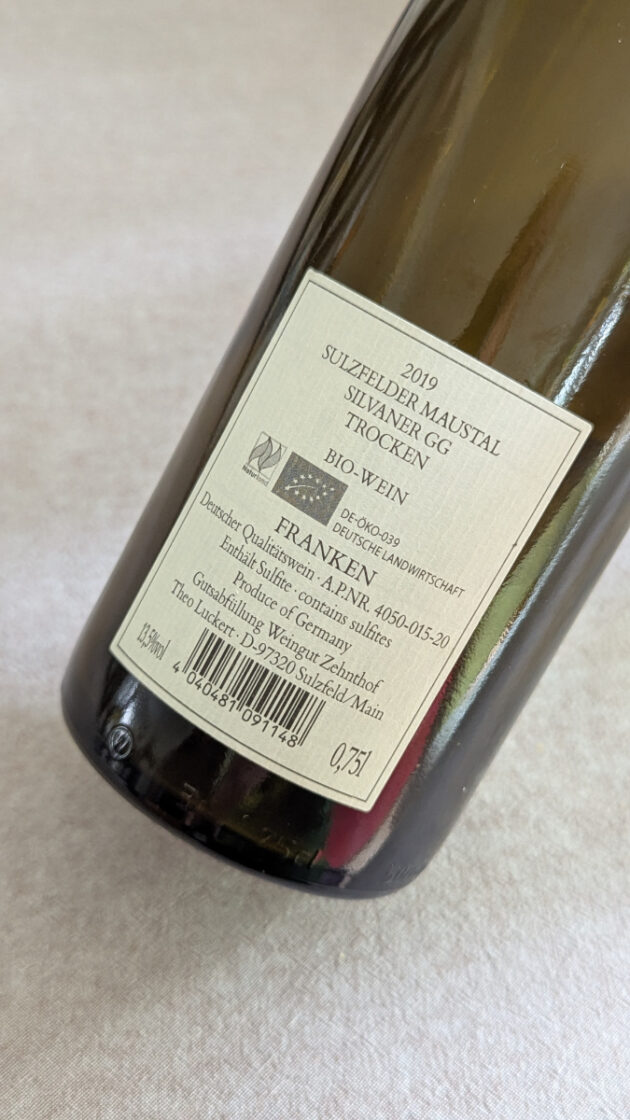 2019
SULZFELDER MAUSTAL
SILVANER GG
TROCKEN
BIO-WEIN
Naturland
DE-ÖKO-039
DEUTSCHE LANDWIRTSCHAFT
FRANKEN
Deutscher Qualitätswein · A.P.NR. 4050-015-20
Enthält Sulfite · contains sulfites
Produce of Germany
Gutsabfüllung Weingut Zehnthof
Theo Luckert · D-97320 Sulzfeld/Main
13,5%vol
4 040481 091148
0,75l